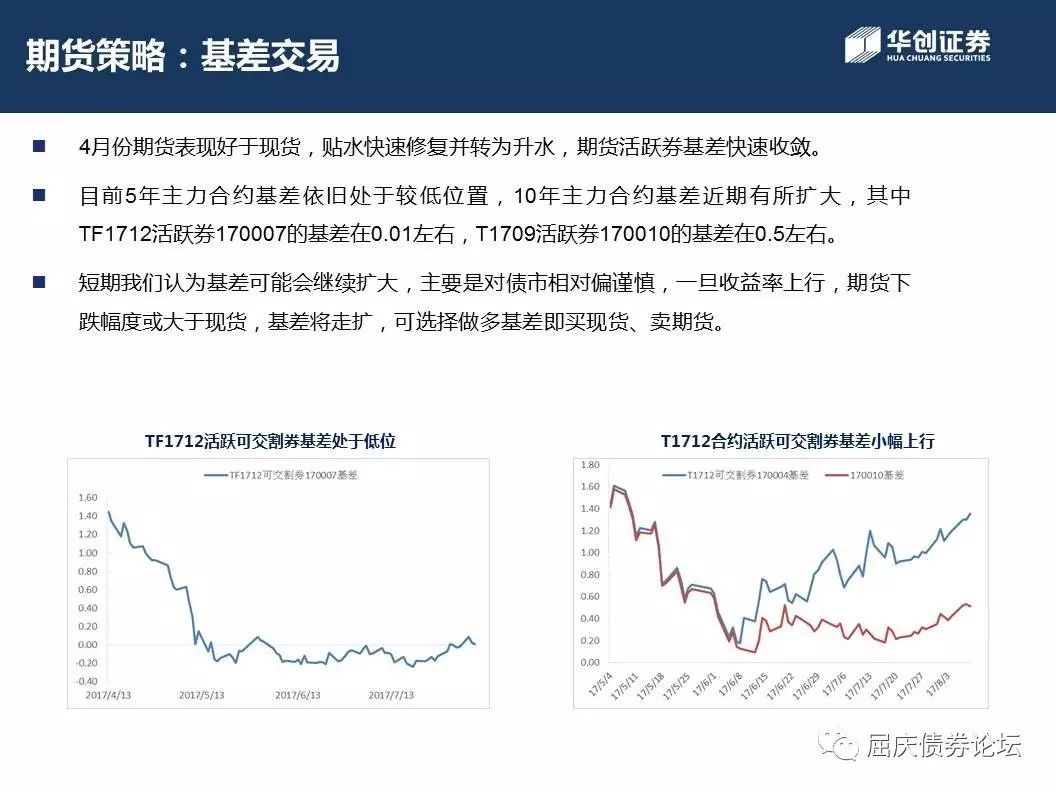 期货策略：基差交易
华创证券
HUA CHUANG SECURITIES
4月份期货表现好于现货，贴水快速修复并转为升水，期货活跃券基差快速收敛。
目前5年主力合约基差依旧处于较低位置，10年主力合约基差近期有所扩大，其中
TF1712活跃券170007的基差在0.01左右，T1709活跃券170010的基差在0.5左右。
短期我们认为基差可能会继续扩大，主要是对债市相对偏谨慎，一旦收益率上行，期货下
跌幅度或大于现货，基差将走扩，可选择做多基差即买现货、卖期货。
TF1712活跃可交割券基差处于低位
TF1712可交割券170007基差
1.60
1.40
1.20
1.00
0.80
0.60
0.40
0.20
0.00
-0.20
-0.40
2017/4/13 2017/5/13 2017/6/13 2017/7/13
T1712合约活跃可交割券基差小幅上行
T1712可交割券170004基差 170010基差
1.80
1.60
1.40
1.20
1.00
0.80
0.60
0.40
0.20
0.00
17/5/4 17/5/11 17/5/18 17/5/25 17/6/1 17/6/8 17/6/15 17/6/22 17/6/29 17/7/6 17/7/13 17/7/20 17/7/27 17/8/3
屈庆债券论坛